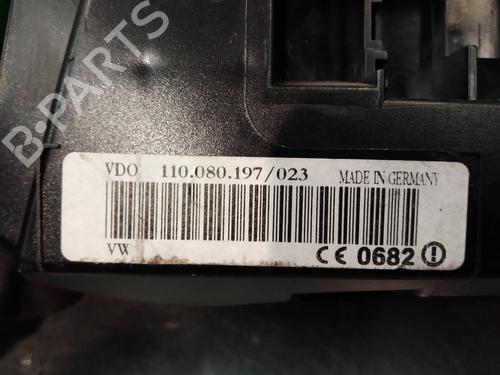 B-PARTS
VDO 110.080.197/023 MADE IN GERMANY
VW CE 0682